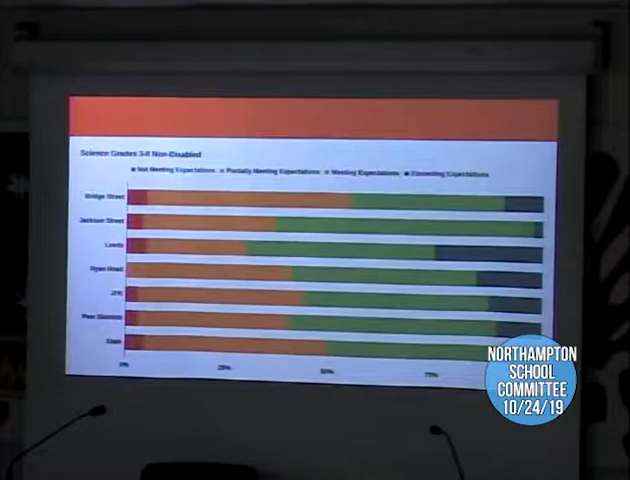 Science Grades 3-8 Non-Disabled
Not Meeting Expectations Partially Meeting Expectations Meeting Expectations Exceeding Expectations
Bridge Street
Jackson Street
Leeds
Ryan Road
JFK
Peer Districts
State
0% 25% 50% 75%
NORTHAMPTON
SCHOOL
COMMITTEE
10/24/19